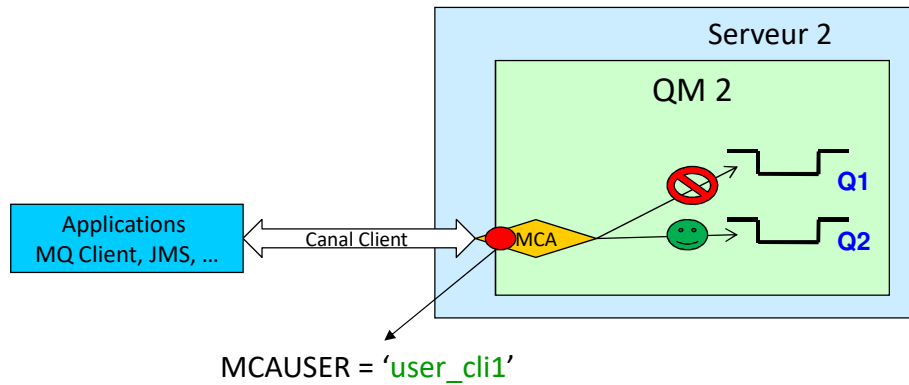 Serveur 2
QM 2
Q1
Applications
MQ Client, JMS, ...
Canal Client
MCA
Q2
MCAUSER = ‘user_cli1’